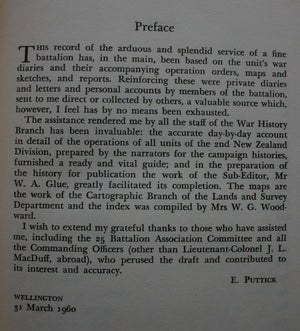 Preface
THIS record of the arduous and splendid service of a fine
battalion has, in the main, been based on the unit's war
diaries and their accompanying operation orders, maps and
sketches, and reports. Reinforcing these were private diaries
and letters and personal accounts by members of the battalion,
sent to me direct or collected by others, a valuable source which,
however, I feel has by no means been exhausted.
The assistance rendered me by all the staff of the War History
Branch has been invaluable: the accurate day-by-day account
in detail of the operations of all units of the 2nd New Zealand
Division, prepared by the narrators for the campaign histories,
furnished a ready and vital guide; and in the preparation of
the history for publication the work of the Sub-Editor, Mr
W. A. Glue, greatly facilitated its completion. The maps are
the work of the Cartographic Branch of the Lands and Survey
Department and the index was compiled by Mrs W. G. Wood-
ward.
I wish to extend my grateful thanks to those who have assisted
me, including the 25 Battalion Association Committee and all
the Commanding Officers (other than Lieutenant-Colonel J. L.
MacDuff, abroad), who perused the draft and contributed to
its interest and accuracy.
E. PUTTICK
WELLINGTON
31 March 1960